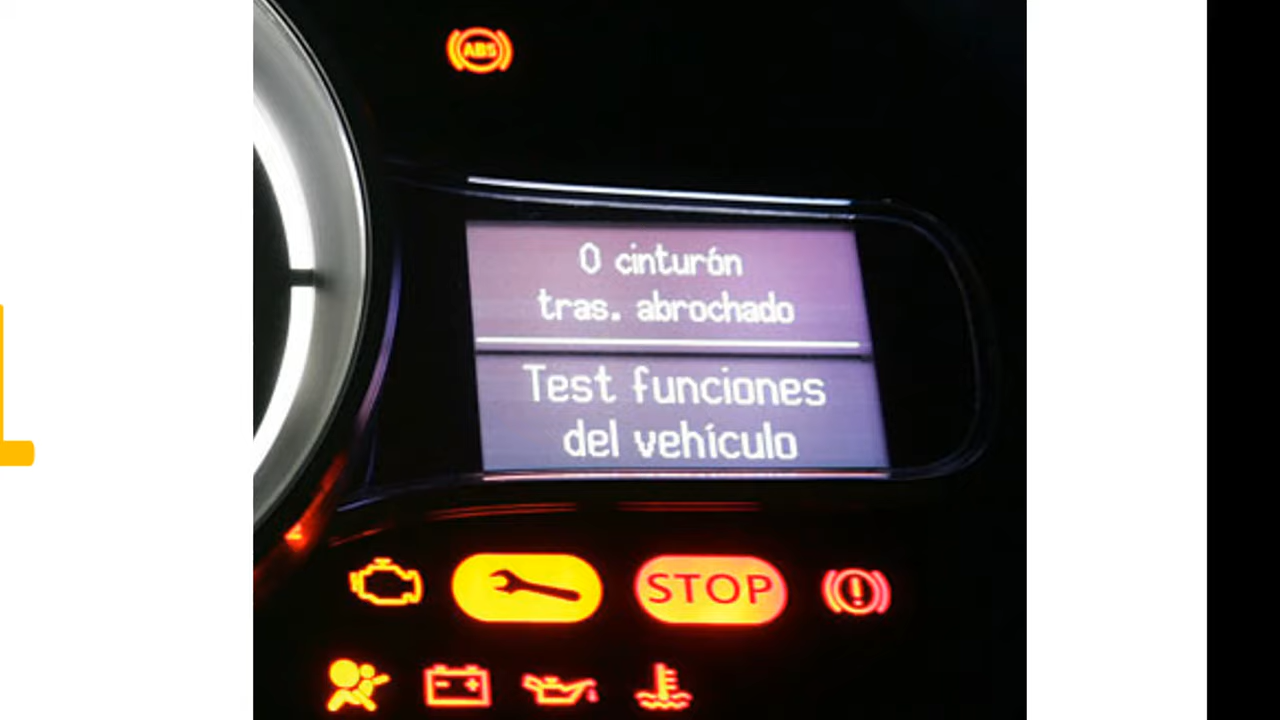 ABS
0 cinturón
tras. abrochado
Test funciones
del vehículo
STOP